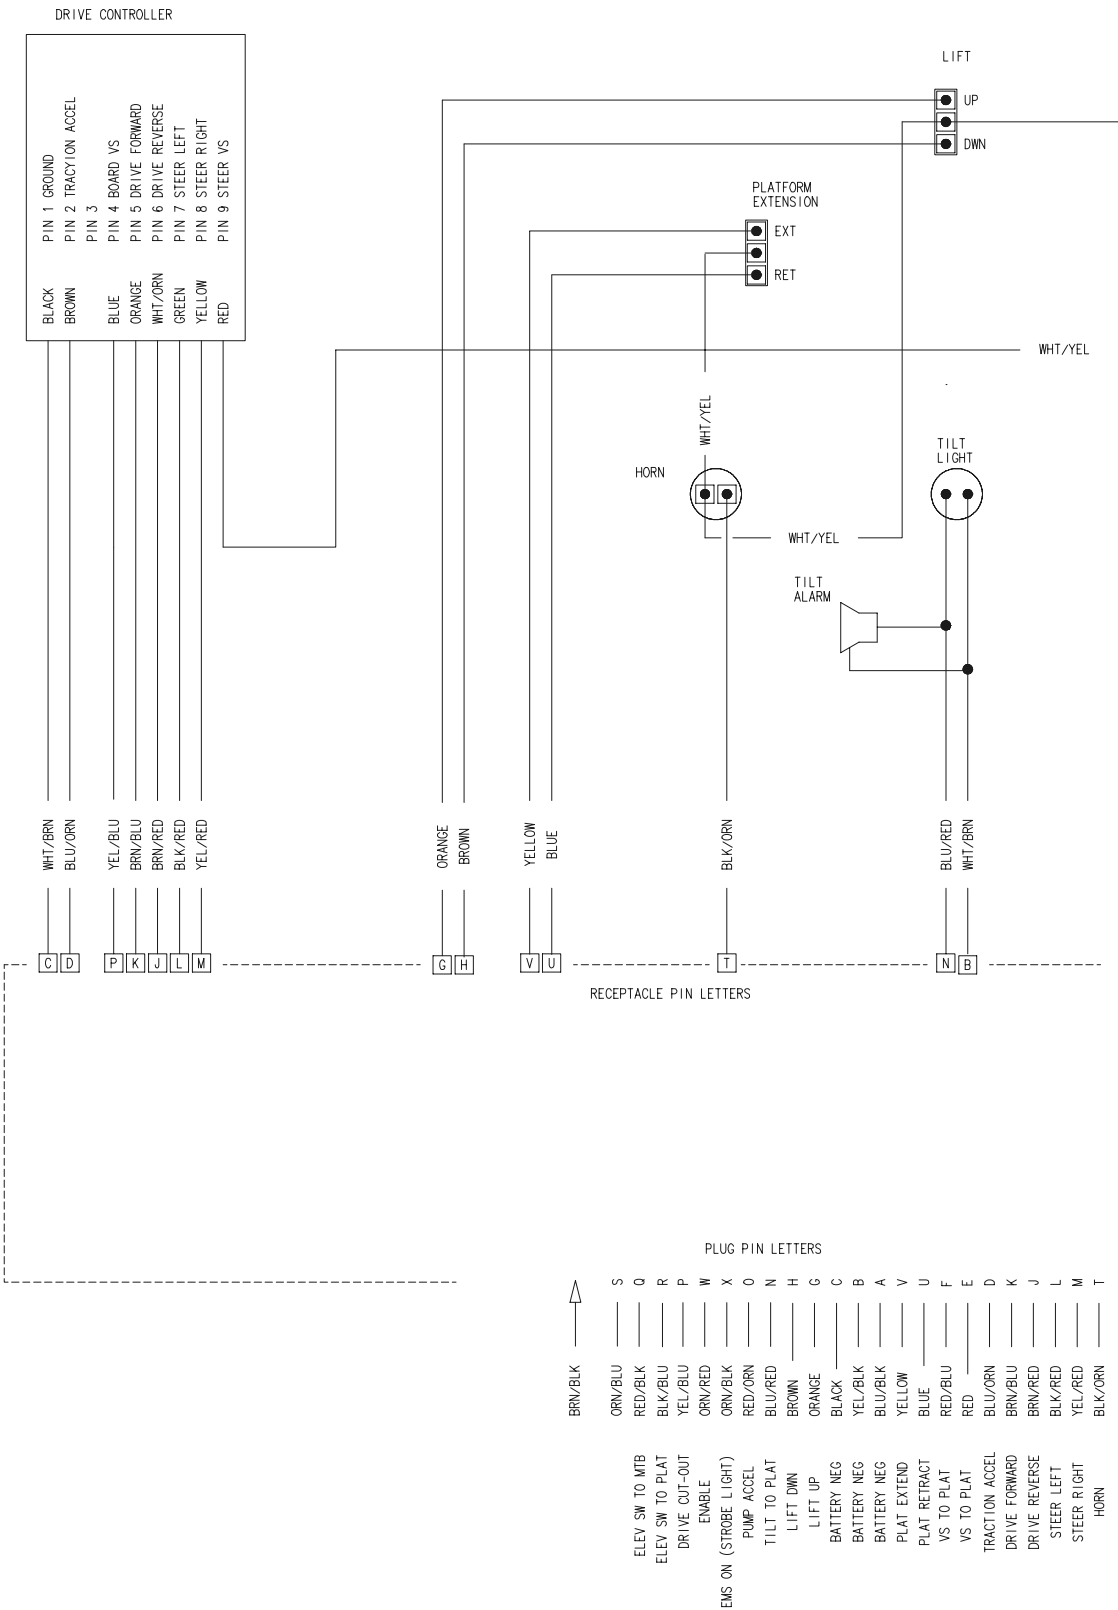 DRIVE CONTROLLER
PIN 1 GROUND
PIN 2 TRACYION ACCEL
PIN 3
PIN 4 BOARD VS
PIN 5 DRIVE FORWARD
PIN 6 DRIVE REVERSE
PIN 7 STEER LEFT
PIN 8 STEER RIGHT
PIN 9 STEER VS
BLACK
BROWN
BLUE
ORANGE
WHT/ORN
GREEN
YELLOW
RED
LIFT
UP
DWN
PLATFORM
EXTENSION
EXT
RET
WHT/YEL
WHT/YEL
HORN
TILT
LIGHT
WHT/YEL
TILT
ALARM
WHT/BRN
BLU/ORN
YEL/BLU
BRN/BLU
BRN/RED
BLK/RED
YEL/RED
ORANGE
BROWN
YELLOW
BLUE
BLK/ORN
BLU/RED
WHT/BRN
C
D
P
K
J
L
M
G
H
V
U
T
N
B
RECEPTACLE PIN LETTERS
PLUG PIN LETTERS
S
Q
R
P
W
X
O
N
H
G
C
B
A
V
U
F
E
D
K
J
L
M
T
BRN/BLK
ORN/BLU
RED/BLK
BLK/BLU
YEL/BLU
ORN/RED
ORN/BLK
RED/ORN
BLU/RED
BROWN
ORANGE
BLACK
YEL/BLK
BLU/BLK
YELLOW
BLUE
RED/BLU
RED
BLU/ORN
BRN/BLU
BRN/RED
BLK/RED
YEL/RED
BLK/ORN
ELEV SW TO MTB
ELEV SW TO PLAT
DRIVE CUT-OUT
ENABLE
EMS ON (STROBE LIGHT)
PUMP ACCEL
TILT TO PLAT
LIFT DWN
LIFT UP
BATTERY NEG
BATTERY NEG
BATTERY NEG
PLAT EXTEND
PLAT RETRACT
VS TO PLAT
VS TO PLAT
TRACTION ACCEL
DRIVE FORWARD
DRIVE REVERSE
STEER LEFT
STEER RIGHT
HORN